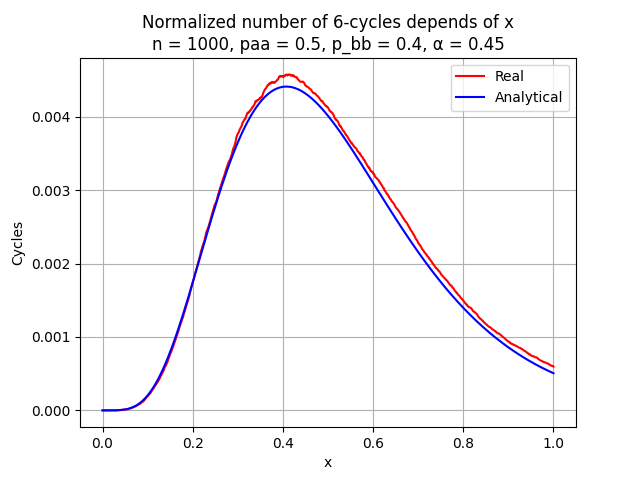 Normalized number of 6-cycles depends of x
n = 1000, paa = 0.5, p_bb = 0.4, α = 0.45
Real
Analytical
Cycles
0.004
0.003
0.002
0.001
0.000
0.0 0.2 0.4 0.6 0.8 1.0
x